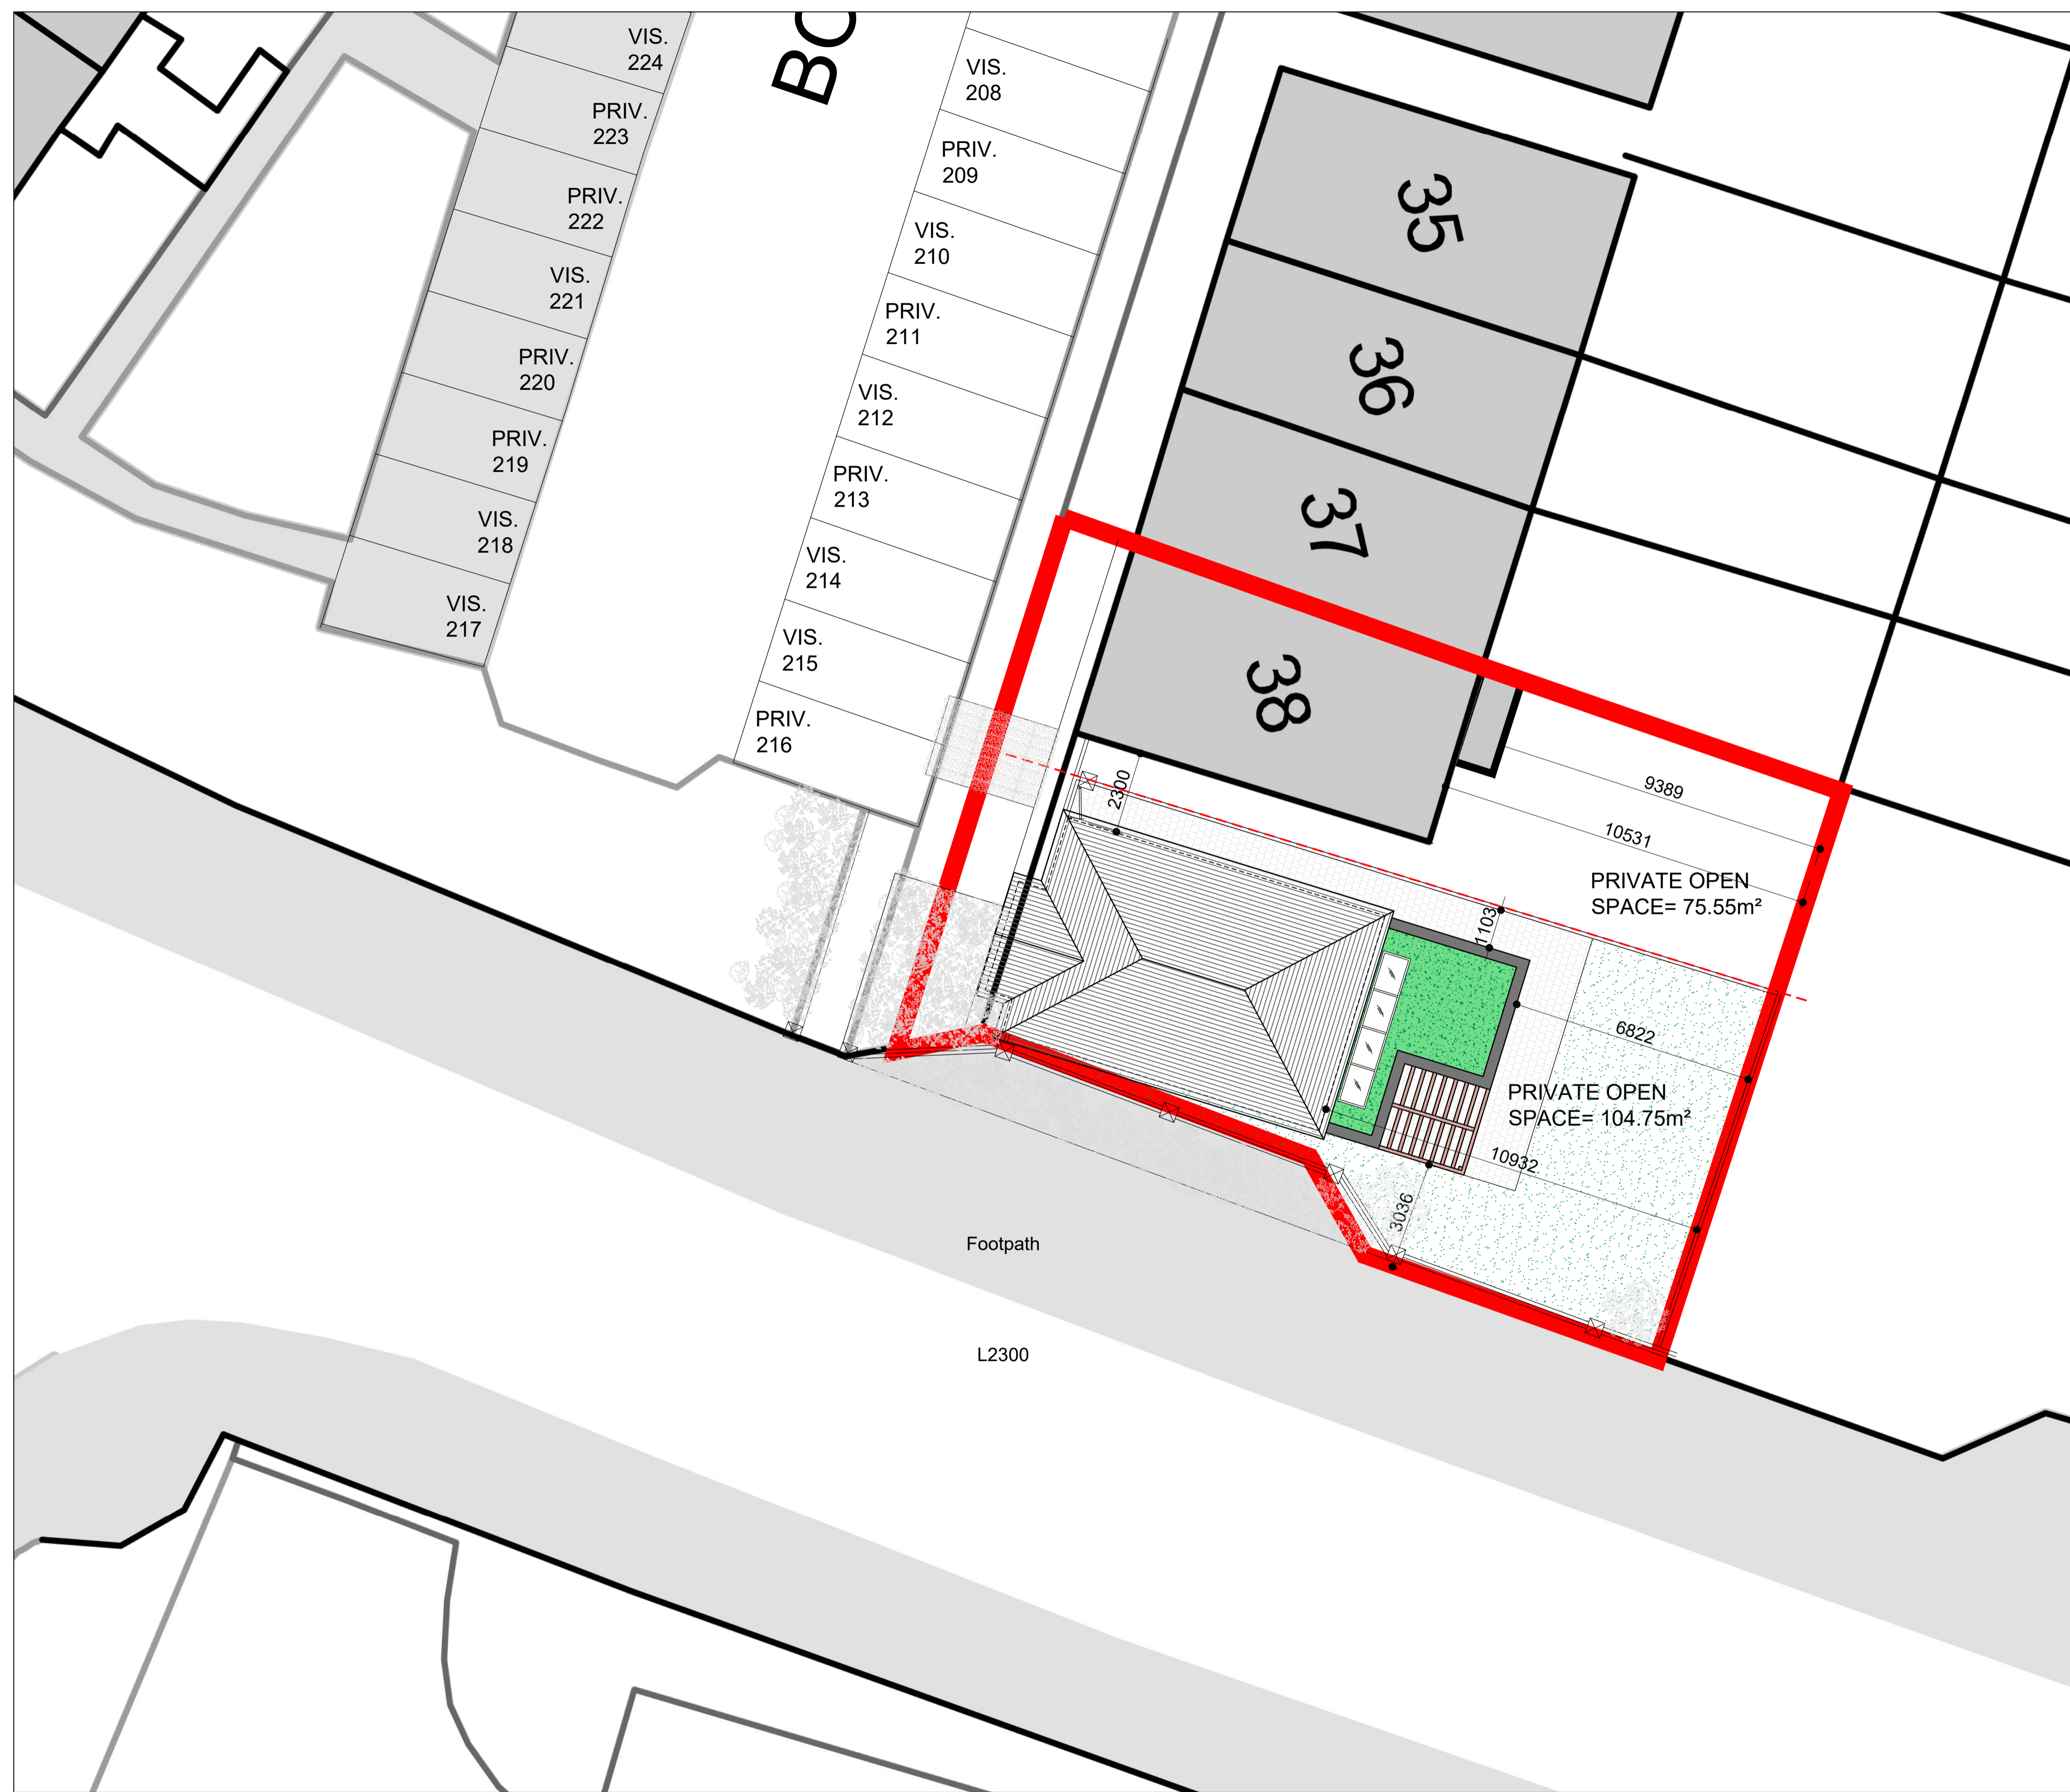 VIS.
224
PRIV.
223
PRIV.
222
VIS.
221
PRIV.
220
PRIV.
219
VIS.
218
VIS.
217
BO
VIS.
208
PRIV.
209
VIS.
210
PRIV.
211
VIS.
212
PRIV.
213
VIS.
214
VIS.
215
PRIV.
216
35
36
37
38
2300
9389
10531
PRIVATE OPEN
SPACE= 75.55m²
1103
6822
PRIVATE OPEN
SPACE= 104.75m²
10932
3036
Footpath
L2300